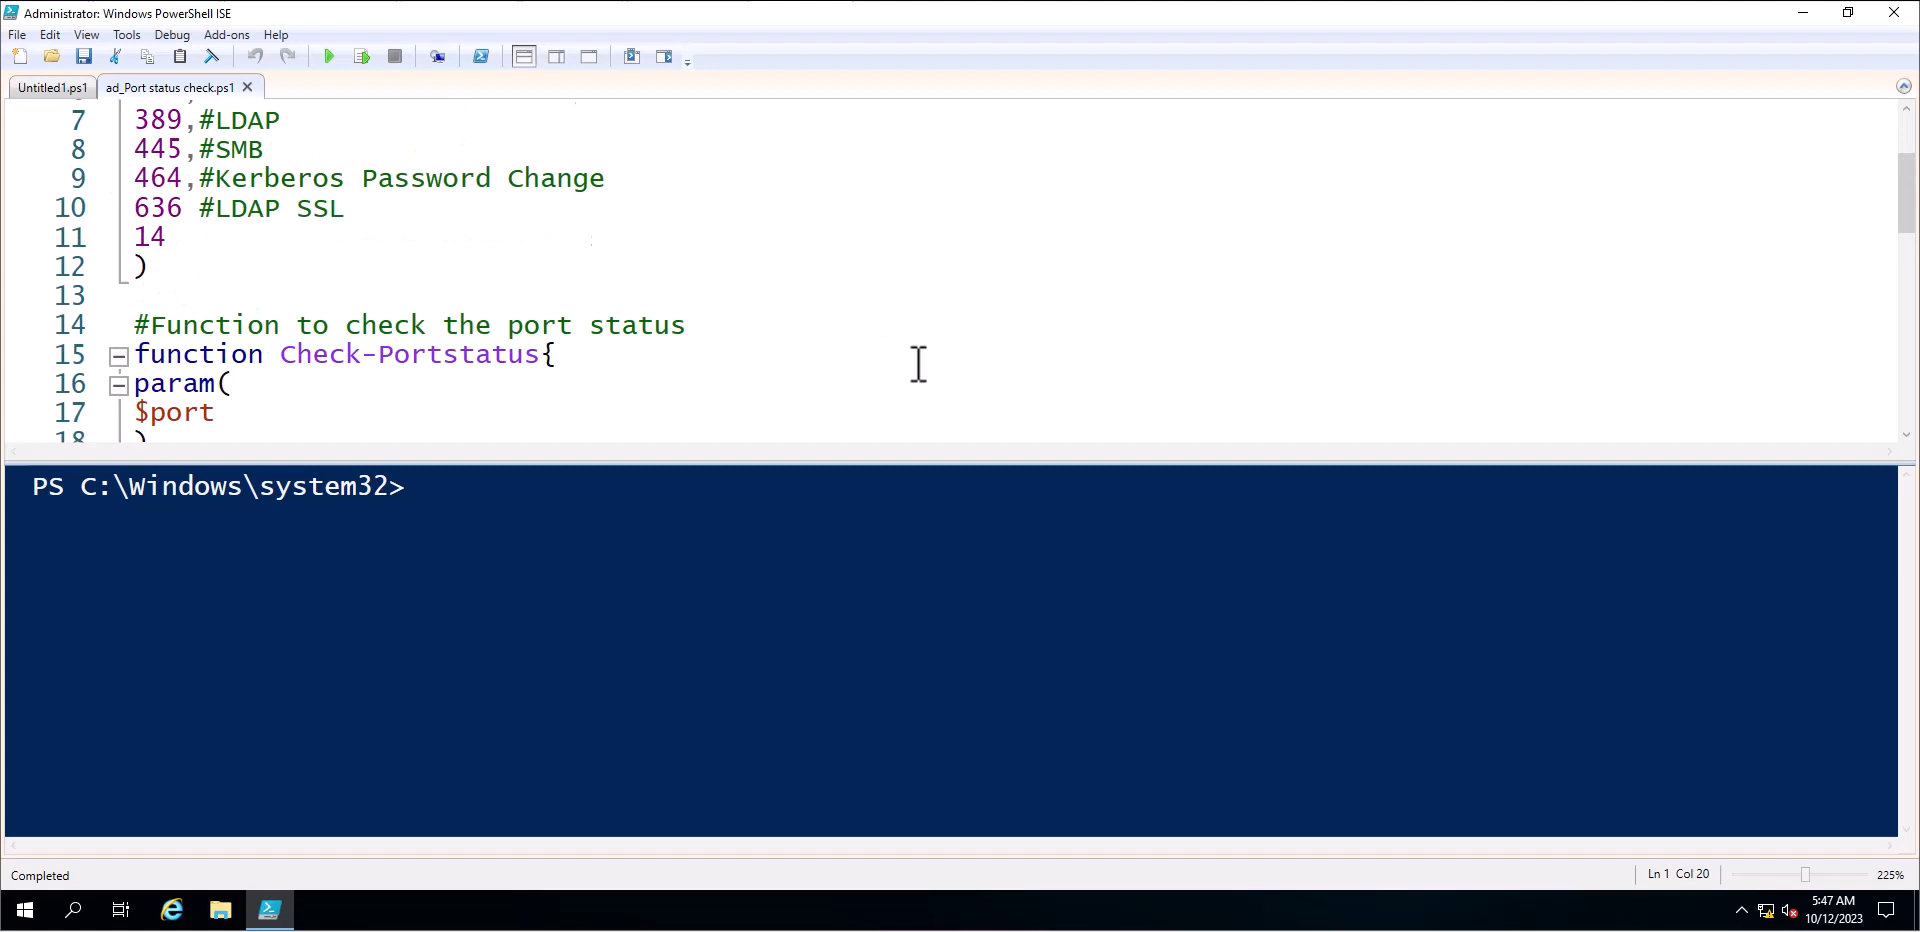 Administrator: Windows PowerShell ISE
File Edit View Tools Debug Add-ons Help
Untitled1.ps1 ad_Port status check.ps1
7 389,#LDAP
8 445,#SMB
9 464,#Kerberos Password Change
10 636 #LDAP SSL
11 14
12 )
13
14 #Function to check the port status
15 function Check-Portstatus{
16 param(
17 $port
18 )
PS C:\Windows\system32>
Completed
Ln 1 Col 20
225%
5:47 AM
10/12/2023